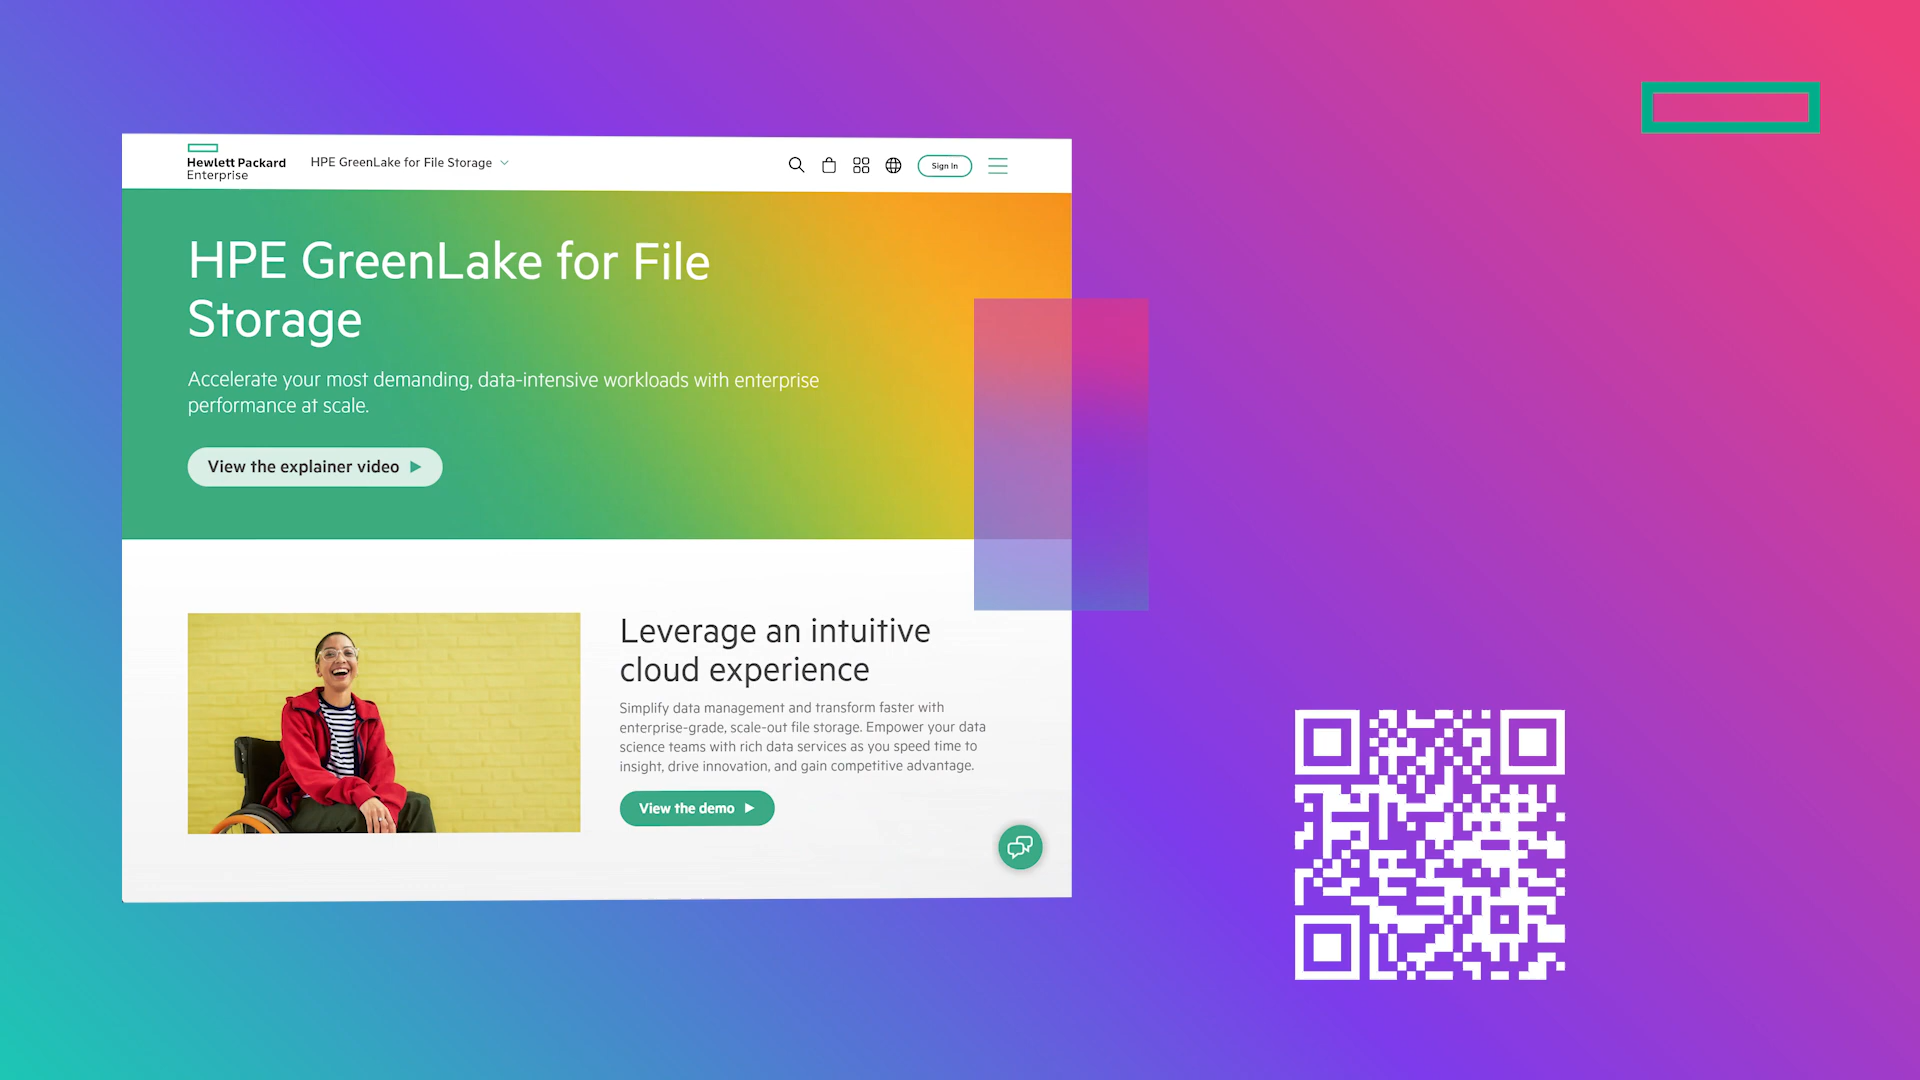 Hewlett Packard
Enterprise
HPE GreenLake for File Storage
Sign In
HPE GreenLake for File
Storage
Accelerate your most demanding, data-intensive workloads with enterprise
performance at scale.
View the explainer video
Leverage an intuitive
cloud experience
Simplify data management and transform faster with
enterprise-grade, scale-out file storage. Empower your data
science teams with rich data services as you speed time to
insight, drive innovation, and gain competitive advantage.
View the demo